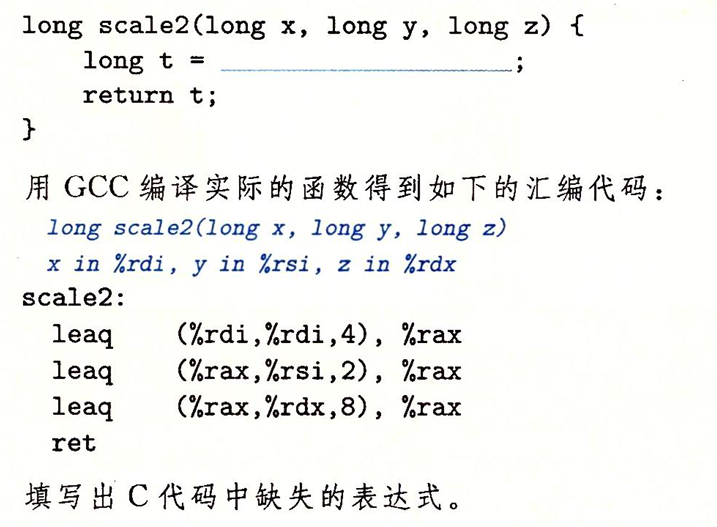 long scale2(long x, long y, long z) {
long t = ____________________;
return t;
}
用 GCC 编译实际的函数得到如下的汇编代码：
long scale2(long x, long y, long z)
x in %rdi, y in %rsi, z in %rdx
scale2:
leaq (%rdi,%rdi,4), %rax
leaq (%rax,%rsi,2), %rax
leaq (%rax,%rdx,8), %rax
ret
填写出 C 代码中缺失的表达式。